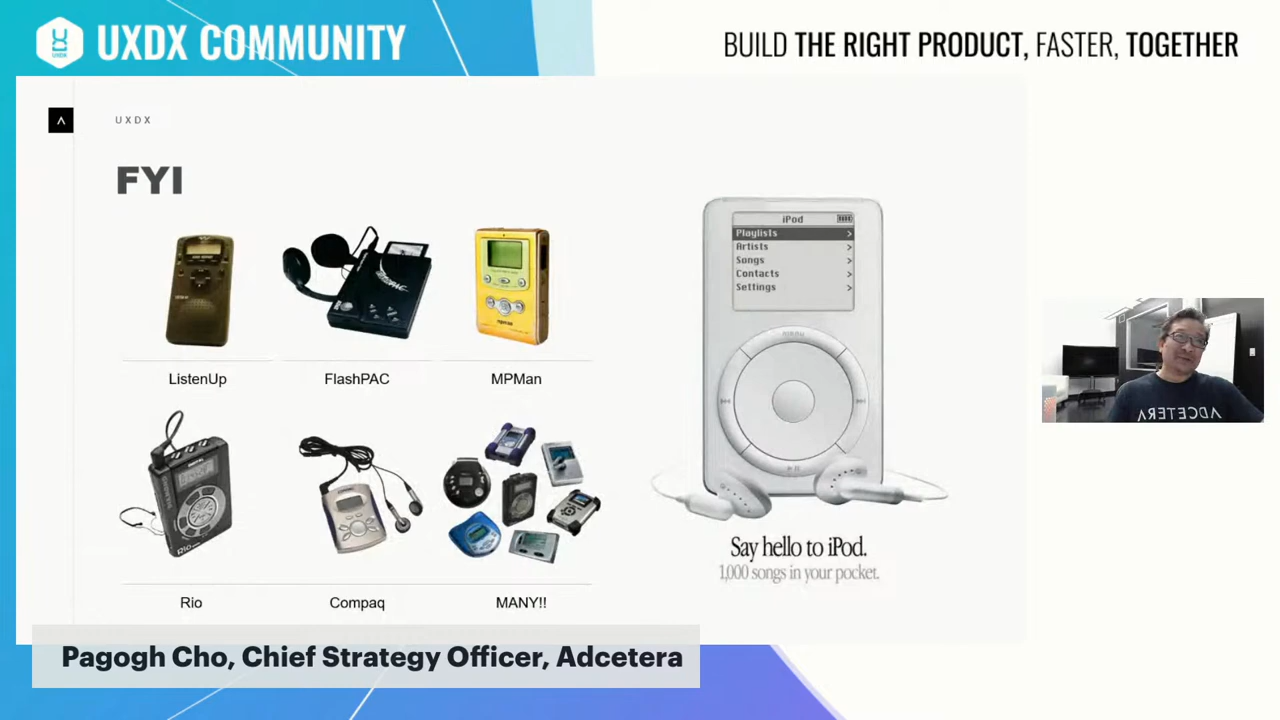 UXDX COMMUNITY
BUILD THE RIGHT PRODUCT, FASTER, TOGETHER
UXDX
FYI
ListenUp
FlashPAC
MPMan
Rio
Compaq
MANY!!
iPod
Playlists >
Artists >
Songs >
Contacts >
Settings >
MENU
Say hello to iPod.
1,000 songs in your pocket.
ADCETERA
Pagogh Cho, Chief Strategy Officer, Adcetera